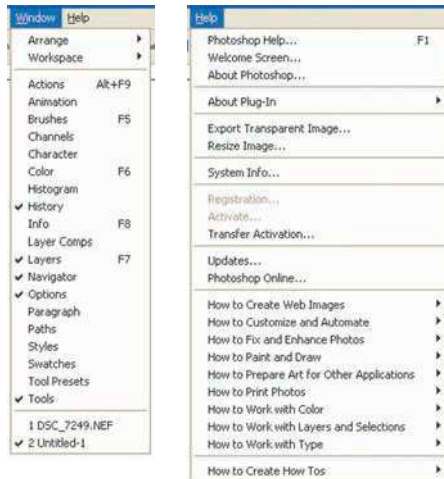 Window Help
Arrange
Workspace
Actions Alt+F9
Animation
Brushes F5
Channels
Character
Color F6
Histogram
History
Info F8
Layer Comps
Layers F7
Navigator
Options
Paragraph
Paths
Styles
Swatches
Tool Presets
Tools
1 DSC_7249.NEF
2 Untitled-1
Help
Photoshop Help... F1
Welcome Screen...
About Photoshop...
About Plug-In
Export Transparent Image...
Resize Image...
System Info...
Registration...
Activate...
Transfer Activation...
Updates...
Photoshop Online...
How to Create Web Images
How to Customize and Automate
How to Fix and Enhance Photos
How to Paint and Draw
How to Prepare Art for Other Applications
How to Print Photos
How to Work with Color
How to Work with Layers and Selections
How to Work with Type
How to Create How Tos